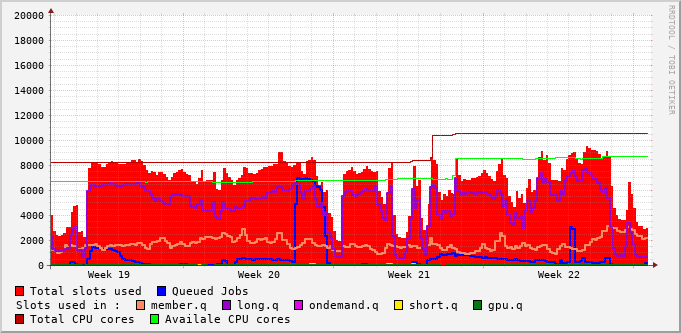 20000
18000
16000
14000
12000
10000
8000
6000
4000
2000
0
Week 19 Week 20 Week 21 Week 22
RRDTOOL / TOBI OETIKER
Total slots used Queued Jobs
Slots used in : member.q long.q ondemand.q short.q gpu.q
Total CPU cores Availale CPU cores